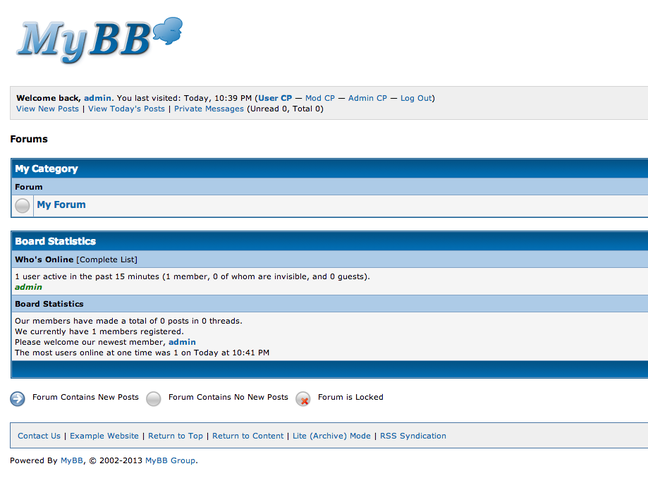 MyBB
Welcome back, admin. You last visited: Today, 10:39 PM (User CP — Mod CP — Admin CP — Log Out)
View New Posts | View Today's Posts | Private Messages (Unread 0, Total 0)
Forums
My Category
Forum
My Forum
Board Statistics
Who's Online [Complete List]
1 user active in the past 15 minutes (1 member, 0 of whom are invisible, and 0 guests).
admin
Board Statistics
Our members have made a total of 0 posts in 0 threads.
We currently have 1 members registered.
Please welcome our newest member, admin
The most users online at one time was 1 on Today at 10:41 PM
Forum Contains New Posts Forum Contains No New Posts Forum is Locked
Contact Us | Example Website | Return to Top | Return to Content | Lite (Archive) Mode | RSS Syndication
Powered By MyBB, © 2002-2013 MyBB Group.